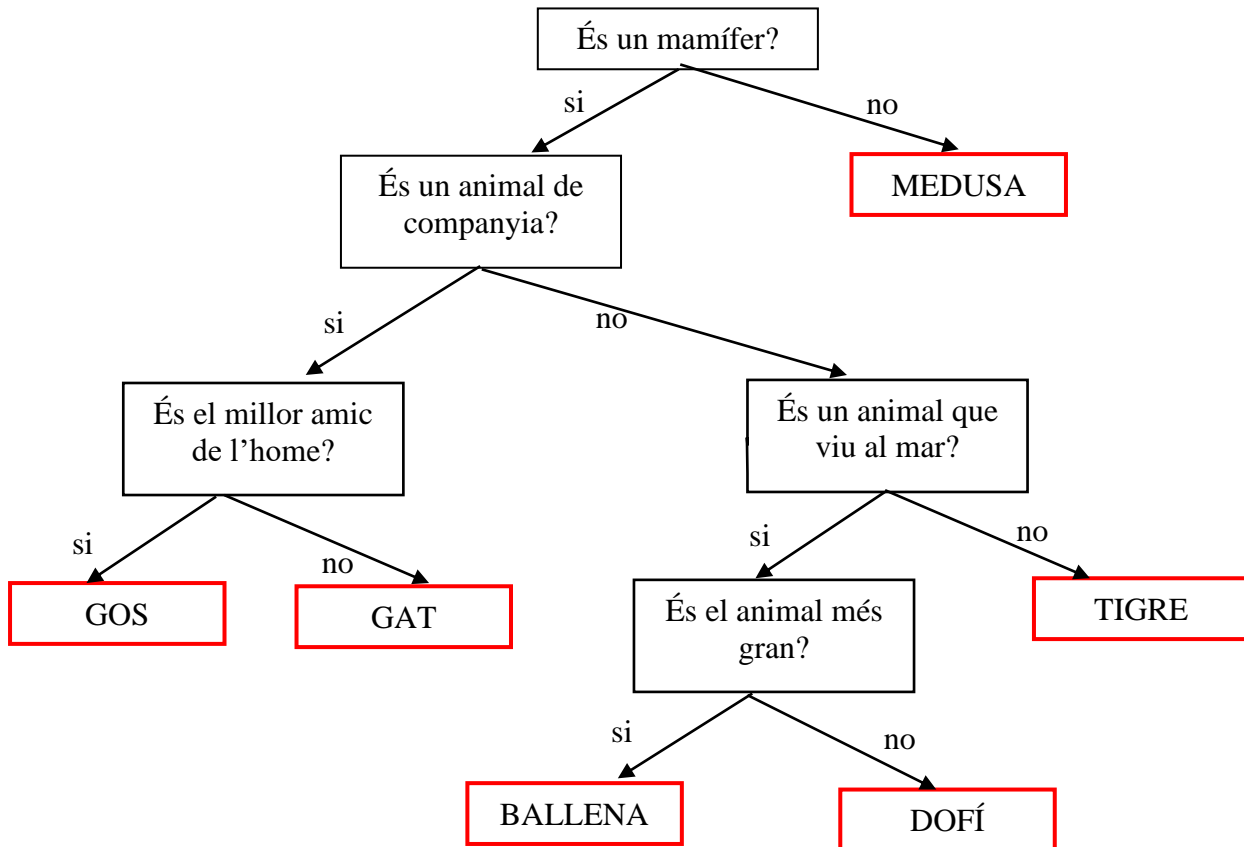 És un mamífer?
si
no
És un animal de
companyia?
MEDUSA
si
no
És el millor amic
de l’home?
És un animal que
viu al mar?
si
no
si
no
GOS
GAT
És el animal més
gran?
TIGRE
si
no
BALLENA
DOFÍ